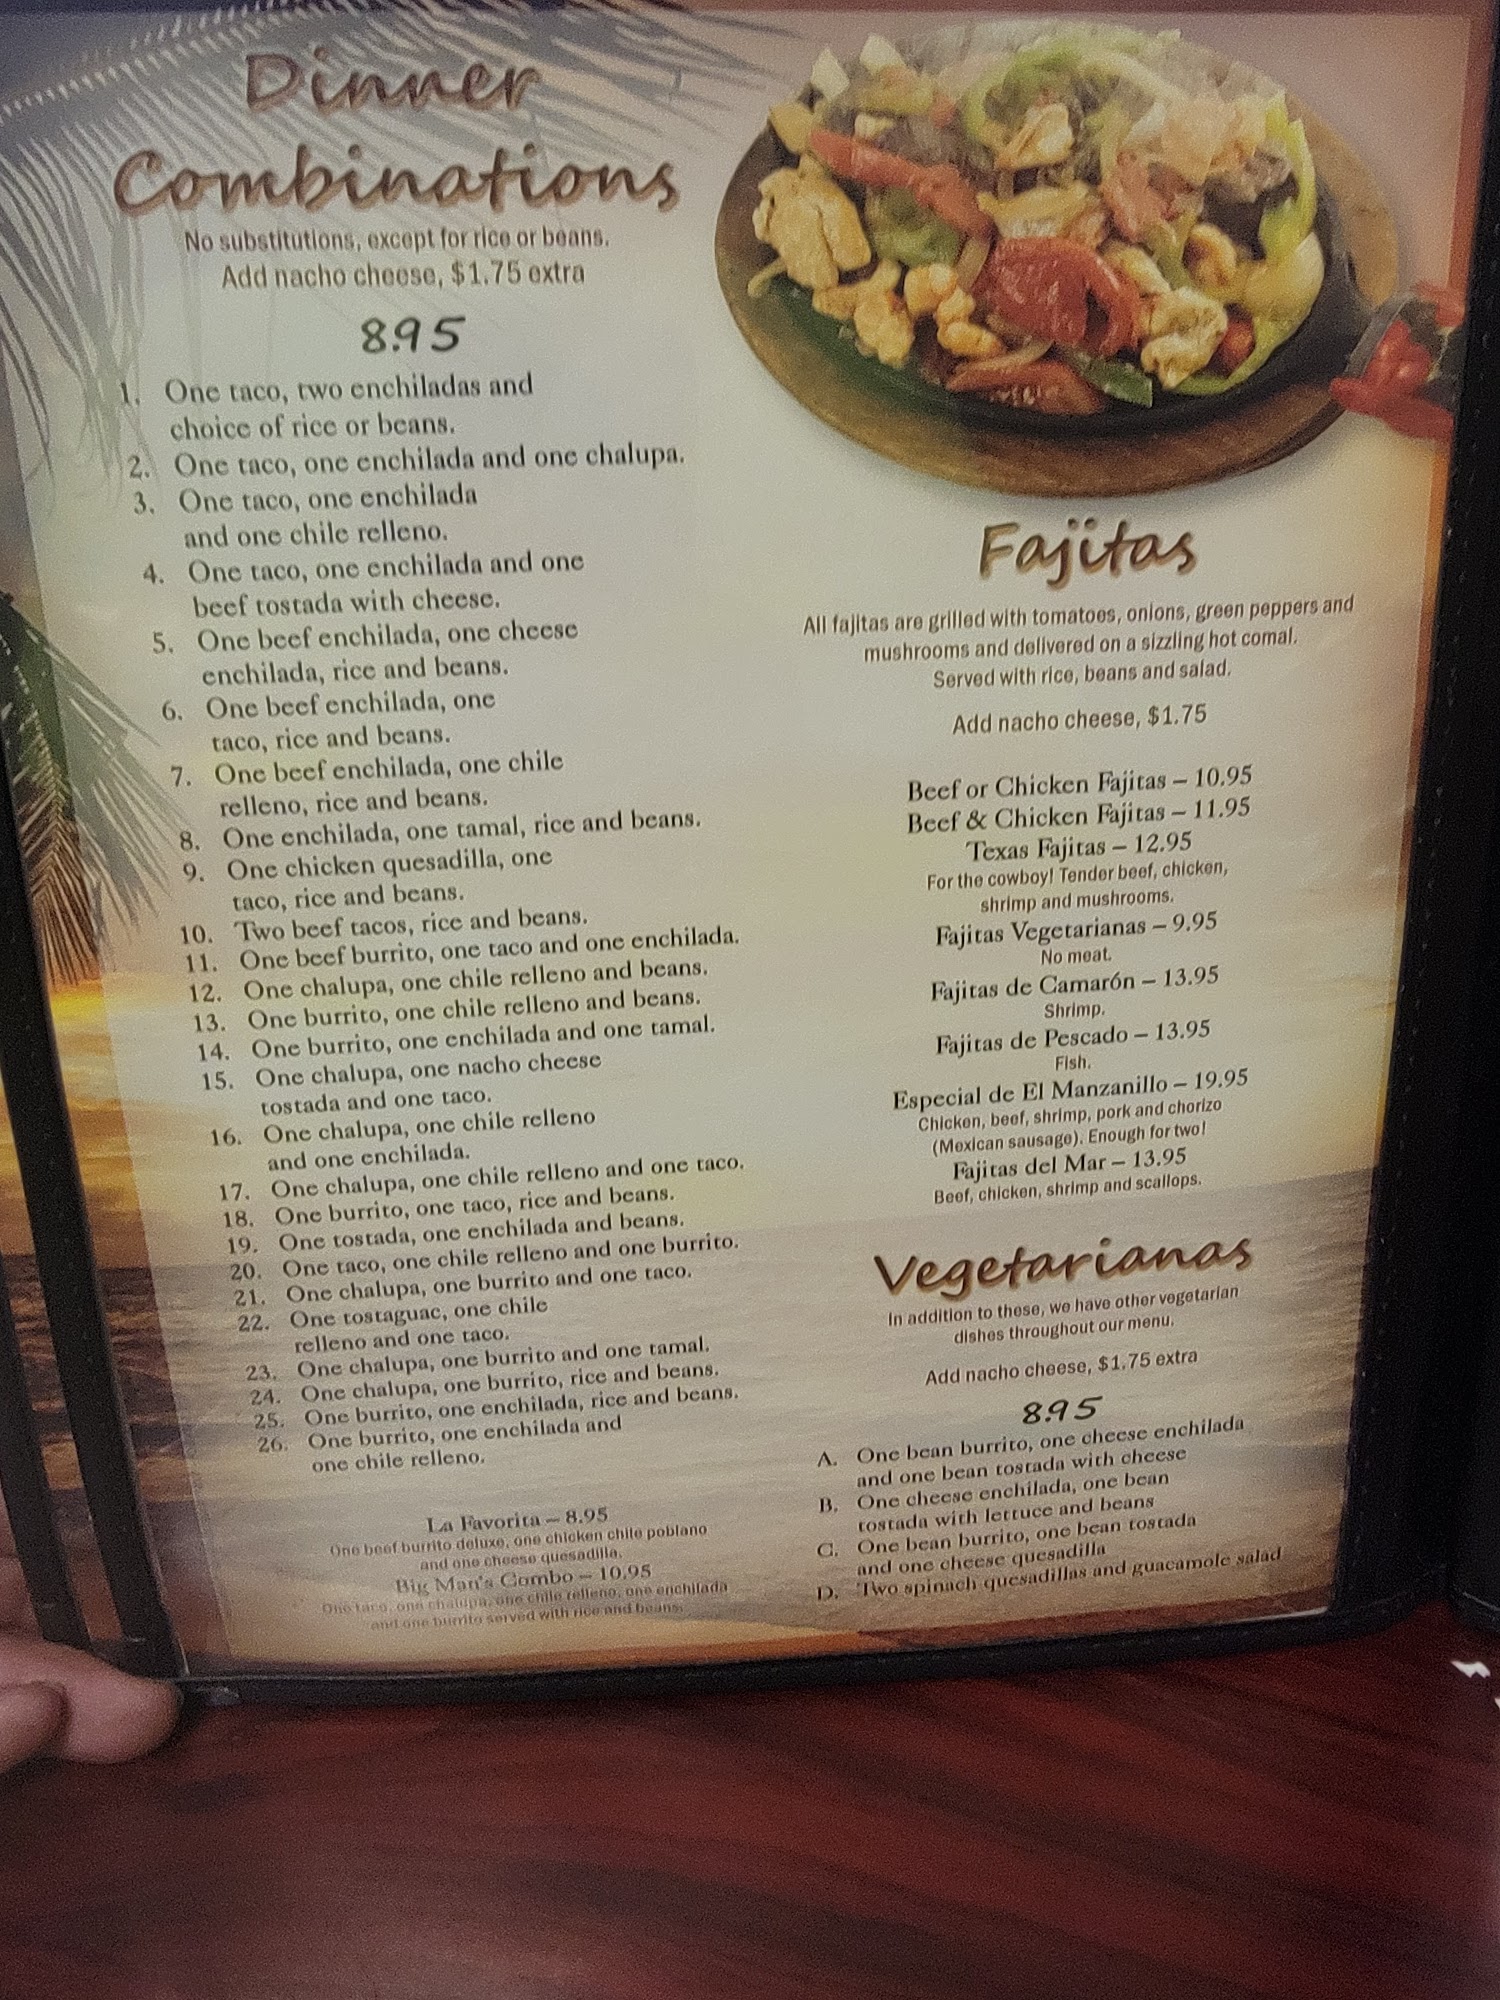 Dinner
Combinations
No substitutions, except for rice or beans.
Add nacho cheese, $1.75 extra
8.95
1. One taco, two enchiladas and
choice of rice or beans.
2. One taco, one enchilada and one chalupa.
3. One taco, one enchilada
and one chile relleno.
4. One taco, one enchilada and one
beef tostada with cheese.
5. One beef enchilada, one cheese
enchilada, rice and beans.
6. One beef enchilada, one
taco, rice and beans.
7. One beef enchilada, one chile
relleno, rice and beans.
8. One enchilada, one tamal, rice and beans.
9. One chicken quesadilla, one
taco, rice and beans.
10. Two beef tacos, rice and beans.
11. One beef burrito, one taco and one enchilada.
12. One chalupa, one chile relleno and beans.
13. One burrito, one chile relleno and beans.
14. One burrito, one enchilada and one tamal.
15. One chalupa, one nacho cheese
tostada and one taco.
16. One chalupa, one chile relleno
and one enchilada.
17. One chalupa, one chile relleno and one taco.
18. One burrito, one taco, rice and beans.
19. One tostada, one enchilada and beans.
20. One taco, one chile relleno and one burrito.
21. One chalupa, one burrito and one taco.
22. One tostaguac, one chile
relleno and one taco.
23. One chalupa, one burrito and one tamal.
24. One chalupa, one burrito, rice and beans.
25. One burrito, one enchilada, rice and beans.
26. One burrito, one enchilada and
one chile relleno.
La Favorita – 8.95
One beef burrito deluxe, one chicken chile poblano
and one cheese quesadilla.
Big Man's Combo – 10.95
One taco, one chalupa, one chile relleno, one enchilada
and one burrito served with rice and beans.
Fajitas
All fajitas are grilled with tomatoes, onions, green peppers and
mushrooms and delivered on a sizzling hot comal.
Served with rice, beans and salad.
Add nacho cheese, $1.75
Beef or Chicken Fajitas – 10.95
Beef & Chicken Fajitas – 11.95
Texas Fajitas – 12.95
For the cowboy! Tender beef, chicken,
shrimp and mushrooms.
Fajitas Vegetarianas – 9.95
No meat.
Fajitas de Camarón – 13.95
Shrimp.
Fajitas de Pescado – 13.95
Fish.
Especial de El Manzanillo – 19.95
Chicken, beef, shrimp, pork and chorizo
(Mexican sausage). Enough for two!
Fajitas del Mar – 13.95
Beef, chicken, shrimp and scallops.
Vegetarianas
In addition to these, we have other vegetarian
dishes throughout our menu.
Add nacho cheese, $1.75 extra
8.95
A. One bean burrito, one cheese enchilada
and one bean tostada with cheese
B. One cheese enchilada, one bean
tostada with lettuce and beans
C. One bean burrito, one bean tostada
and one cheese quesadilla
D. Two spinach quesadillas and guacamole salad